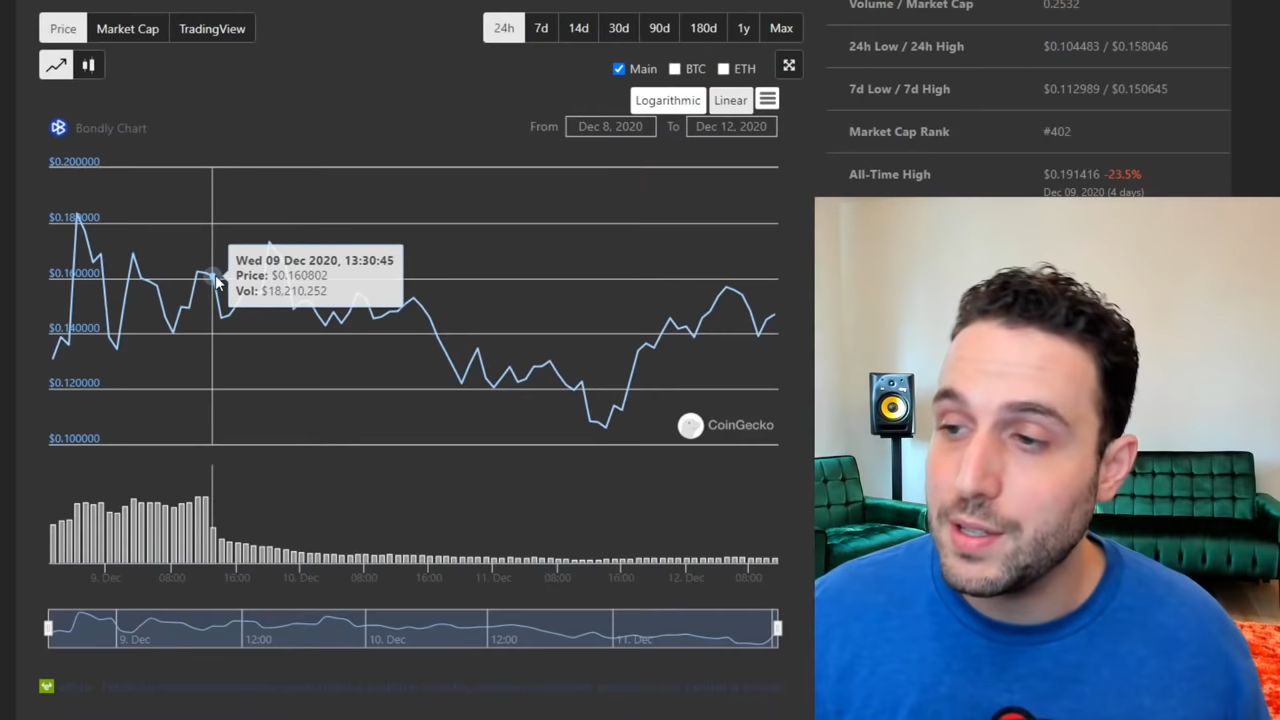 Price Market Cap TradingView 24h 7d 14d 30d 90d 180d 1y Max
Main BTC ETH
Logarithmic Linear
Bondly Chart From Dec 8, 2020 To Dec 12, 2020
$0.200000
$0.180000
$0.160000
$0.140000
$0.120000
$0.100000
Wed 09 Dec 2020, 13:30:45
Price: $0.160802
Vol: $18,210,252
CoinGecko
9. Dec 08:00 16:00 10. Dec 08:00 16:00 11. Dec 08:00 16:00 12. Dec 08:00
9. Dec 12:00 10. Dec 12:00 11. Dec
Volume / Market Cap 0.2532
24h Low / 24h High $0.104483 / $0.158046
7d Low / 7d High $0.112989 / $0.150645
Market Cap Rank #402
All-Time High $0.191416 -23.5%
Dec 09, 2020 (4 days)